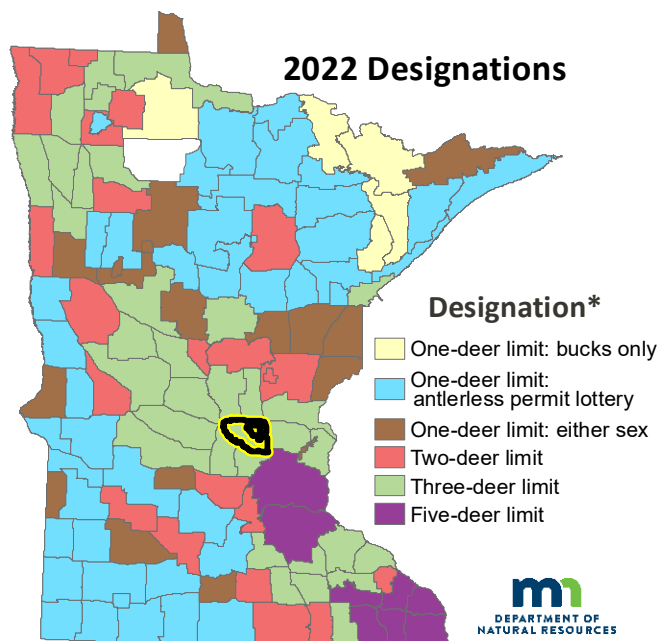 2022 Designations
Designation*
One-deer limit: bucks only
One-deer limit:
antlerless permit lottery
One-deer limit: either sex
Two-deer limit
Three-deer limit
Five-deer limit
mn
DEPARTMENT OF
NATURAL RESOURCES